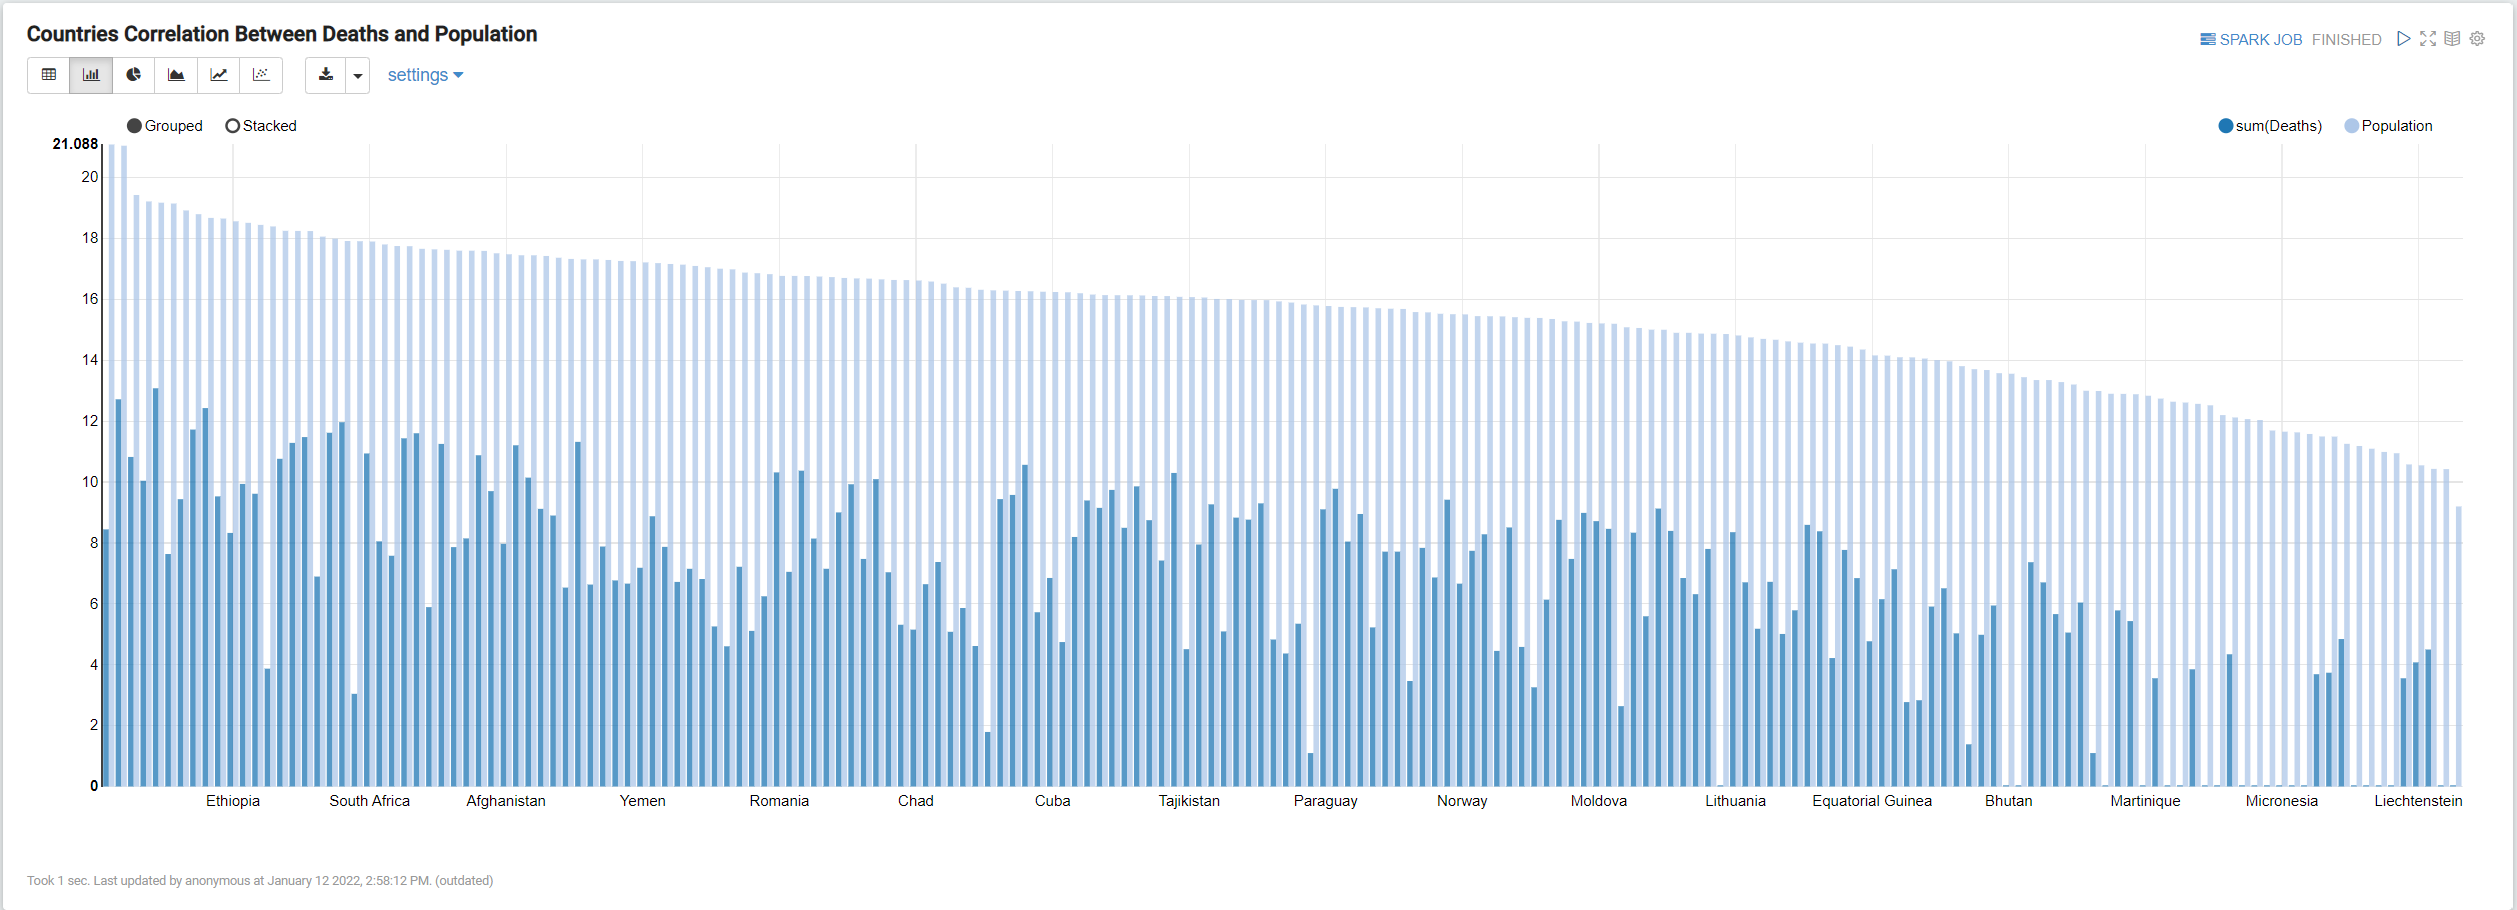 Countries Correlation Between Deaths and Population
SPARK JOB FINISHED
settings
Grouped Stacked
sum(Deaths) Population
21.088
20
18
16
14
12
10
8
6
4
2
0
Ethiopia South Africa Afghanistan Yemen Romania Chad Cuba Tajikistan Paraguay Norway Moldova Lithuania Equatorial Guinea Bhutan Martinique Micronesia Liechtenstein
Took 1 sec. Last updated by anonymous at January 12 2022, 2:58:12 PM. (outdated)